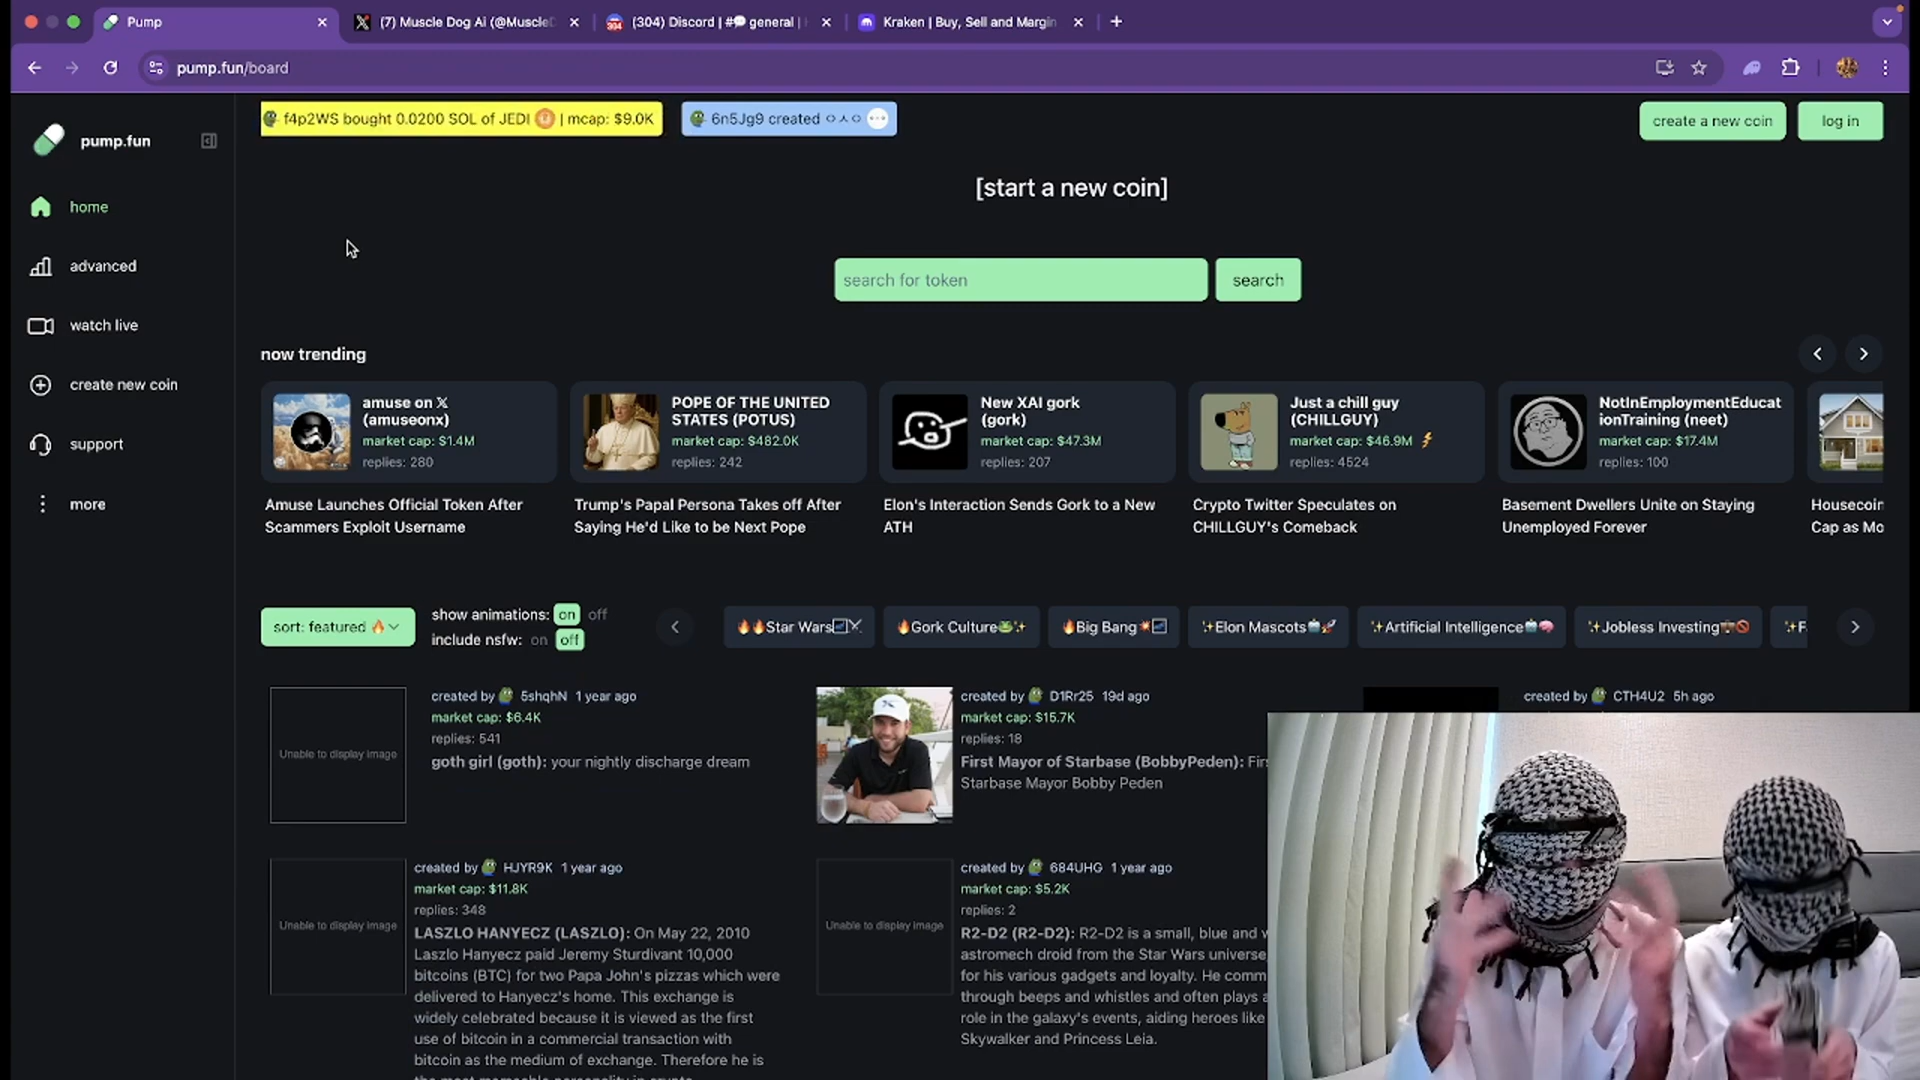 Pump
(7) Muscle Dog Ai (@Muscle
(304) Discord | #💬 general |
Kraken | Buy, Sell and Margin
pump.fun/board
pump.fun
home
advanced
watch live
create new coin
support
more
f4p2WS bought 0.0200 SOL of JEDI | mcap: $9.0K
6n5Jg9 created ㅇㅅㅇ
create a new coin
log in
[start a new coin]
search for token
search
now trending
amuse on 𝕏
(amuseonx)
market cap: $1.4M
replies: 280
Amuse Launches Official Token After
Scammers Exploit Username
POPE OF THE UNITED
STATES (POTUS)
market cap: $482.0K
replies: 242
Trump's Papal Persona Takes off After
Saying He'd Like to be Next Pope
New XAI gork
(gork)
market cap: $47.3M
replies: 207
Elon's Interaction Sends Gork to a New
ATH
Just a chill guy
(CHILLGUY)
market cap: $46.9M ⚡
replies: 4524
Crypto Twitter Speculates on
CHILLGUY's Comeback
NotInEmploymentEducat
ionTraining (neet)
market cap: $17.4M
replies: 100
Basement Dwellers Unite on Staying
Unemployed Forever
Housecoin
Cap as Mo
sort: featured 🔥
show animations: on off
include nsfw: on off
🔥🔥Star Wars
🔥Gork Culture
🔥Big Bang
✨Elon Mascots
✨Artificial Intelligence
✨Jobless Investing
✨F
Unable to display image
created by 5shqhN 1 year ago
market cap: $6.4K
replies: 541
goth girl (goth): your nightly discharge dream
created by D1Rr25 19d ago
market cap: $15.7K
replies: 18
First Mayor of Starbase (BobbyPeden): Firs
Starbase Mayor Bobby Peden
created by CTH4U2 5h ago
Unable to display image
created by HJYR9K 1 year ago
market cap: $11.8K
replies: 348
LASZLO HANYECZ (LASZLO): On May 22, 2010
Laszlo Hanyecz paid Jeremy Sturdivant 10,000
bitcoins (BTC) for two Papa John's pizzas which were
delivered to Hanyecz's home. This exchange is
widely celebrated because it is viewed as the first
use of bitcoin in a commercial transaction with
bitcoin as the medium of exchange. Therefore he is
Unable to display image
created by 684UHG 1 year ago
market cap: $5.2K
replies: 2
R2-D2 (R2-D2): R2-D2 is a small, blue and w
astromech droid from the Star Wars universe,
for his various gadgets and loyalty. He comm
through beeps and whistles and often plays a
role in the galaxy's events, aiding heroes like
Skywalker and Princess Leia.